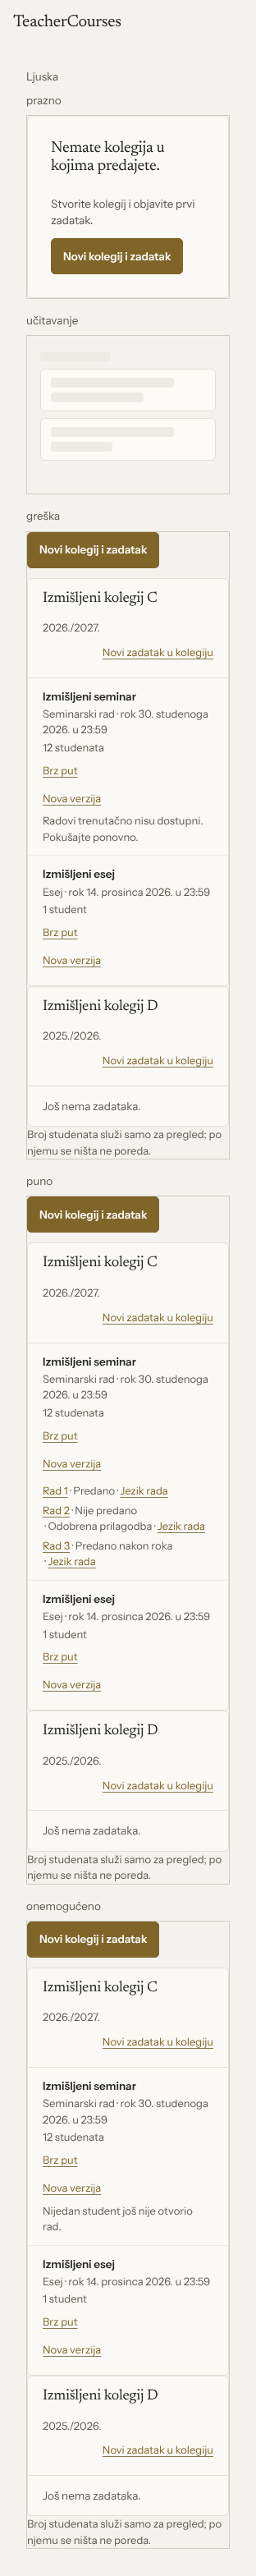 TeacherCourses
Ljuska
prazno
Nemate kolegija u
kojima predajete.
Stvorite kolegij i objavite prvi
zadatak.
Novi kolegij i zadatak
učitavanje
greška
Novi kolegij i zadatak
Izmišljeni kolegij C
2026./2027.
Novi zadatak u kolegiju
Izmišljeni seminar
Seminarski rad · rok 30. studenoga
2026. u 23:59
12 studenata
Brz put
Nova verzija
Radovi trenutačno nisu dostupni.
Pokušajte ponovno.
Izmišljeni esej
Esej · rok 14. prosinca 2026. u 23:59
1 student
Brz put
Nova verzija
Izmišljeni kolegij D
2025./2026.
Novi zadatak u kolegiju
Još nema zadataka.
Broj studenata služi samo za pregled; po
njemu se ništa ne poreda.
puno
Novi kolegij i zadatak
Izmišljeni kolegij C
2026./2027.
Novi zadatak u kolegiju
Izmišljeni seminar
Seminarski rad · rok 30. studenoga
2026. u 23:59
12 studenata
Brz put
Nova verzija
Rad 1 · Predano · Jezik rada
Rad 2 · Nije predano
· Odobrena prilagodba · Jezik rada
Rad 3 · Predano nakon roka
· Jezik rada
Izmišljeni esej
Esej · rok 14. prosinca 2026. u 23:59
1 student
Brz put
Nova verzija
Izmišljeni kolegij D
2025./2026.
Novi zadatak u kolegiju
Još nema zadataka.
Broj studenata služi samo za pregled; po
njemu se ništa ne poreda.
onemogućeno
Novi kolegij i zadatak
Izmišljeni kolegij C
2026./2027.
Novi zadatak u kolegiju
Izmišljeni seminar
Seminarski rad · rok 30. studenoga
2026. u 23:59
12 studenata
Brz put
Nova verzija
Nijedan student još nije otvorio
rad.
Izmišljeni esej
Esej · rok 14. prosinca 2026. u 23:59
1 student
Brz put
Nova verzija
Izmišljeni kolegij D
2025./2026.
Novi zadatak u kolegiju
Još nema zadataka.
Broj studenata služi samo za pregled; po
njemu se ništa ne poreda.